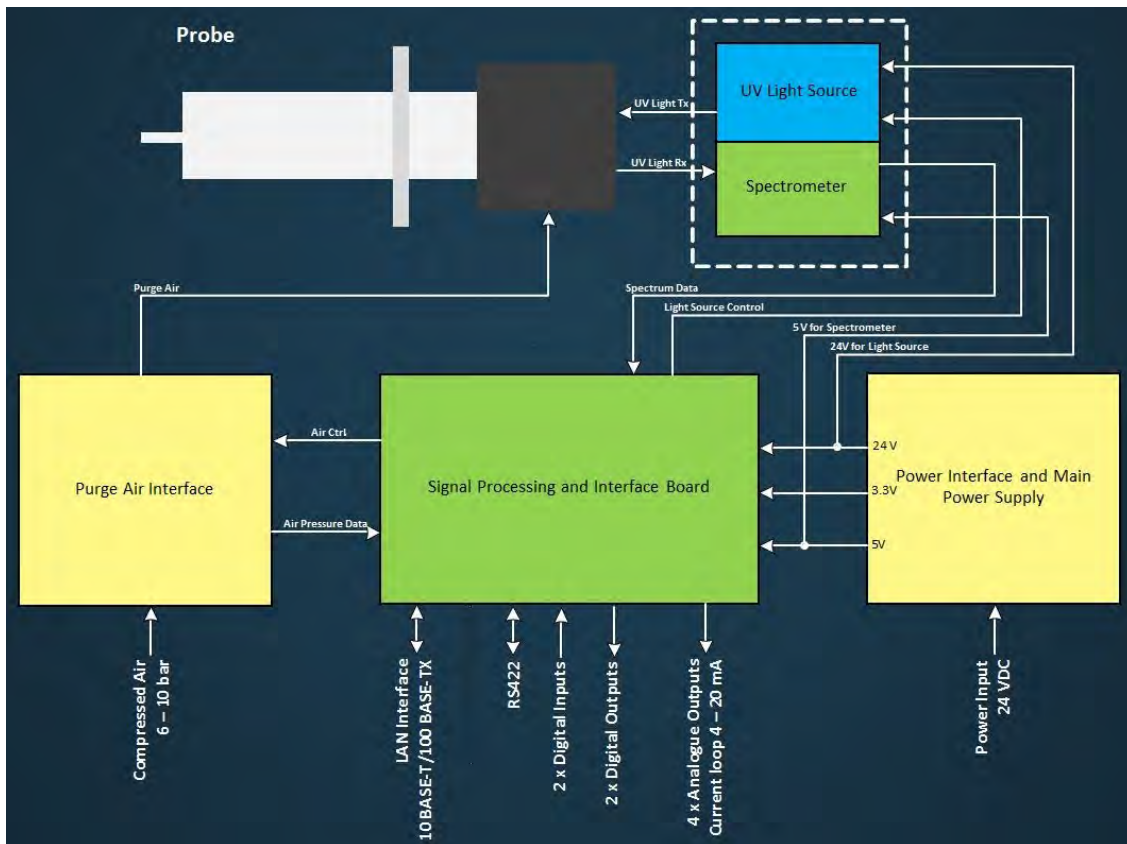 Probe
UV Light Source
UV Light Tx
UV Light Rx
Spectrometer
Purge Air
Spectrum Data
Light Source Control
5V for Spectrometer
24V for Light Source
Purge Air Interface
Air Ctrl
Air Pressure Data
Signal Processing and Interface Board
24 V
3.3V
5V
Power Interface and Main
Power Supply
Compressed Air
6 – 10 bar
LAN Interface
10 BASE-T/100 BASE-TX
RS422
2 x Digital Inputs
2 x Digital Outputs
4 x Analogue Outputs
Current loop 4 – 20 mA
Power Input
24 VDC